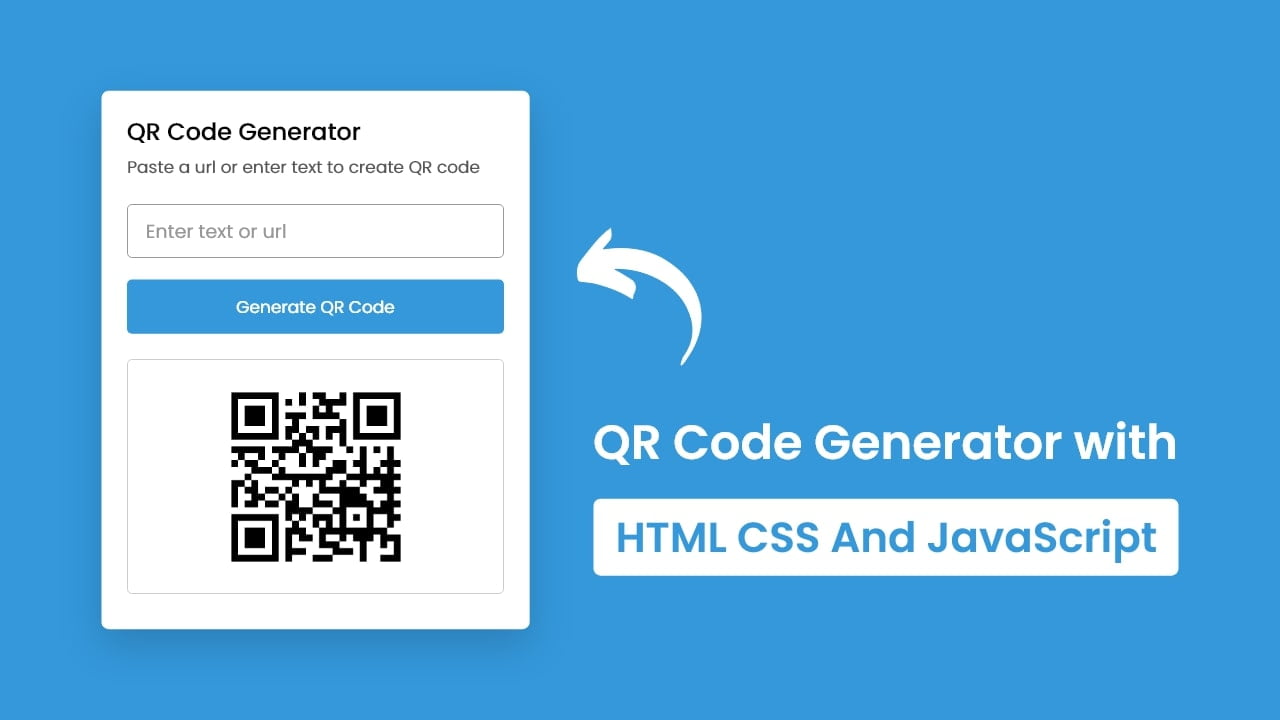 QR Code Generator
Paste a url or enter text to create QR code
Enter text or url
Generate QR Code
QR Code Generator with
HTML CSS And JavaScript